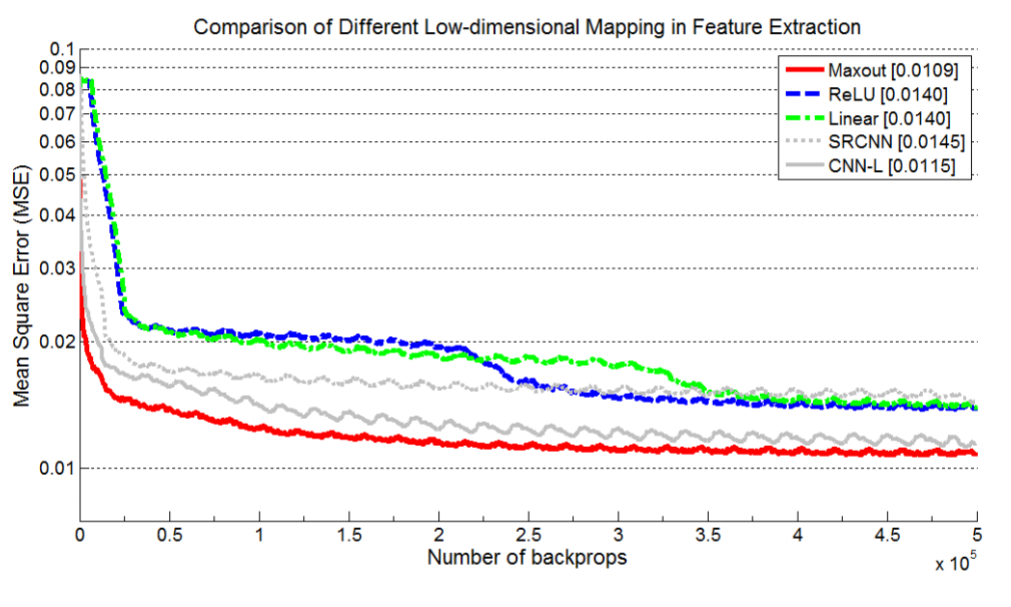 Comparison of Different Low-dimensional Mapping in Feature Extraction
Mean Square Error (MSE)
0.1
0.09
0.08
0.07
0.06
0.05
0.04
0.03
0.02
0.01
Maxout [0.0109]
ReLU [0.0140]
Linear [0.0140]
SRCNN [0.0145]
CNN-L [0.0115]
0 0.5 1 1.5 2 2.5 3 3.5 4 4.5 5
Number of backprops
x 10⁵